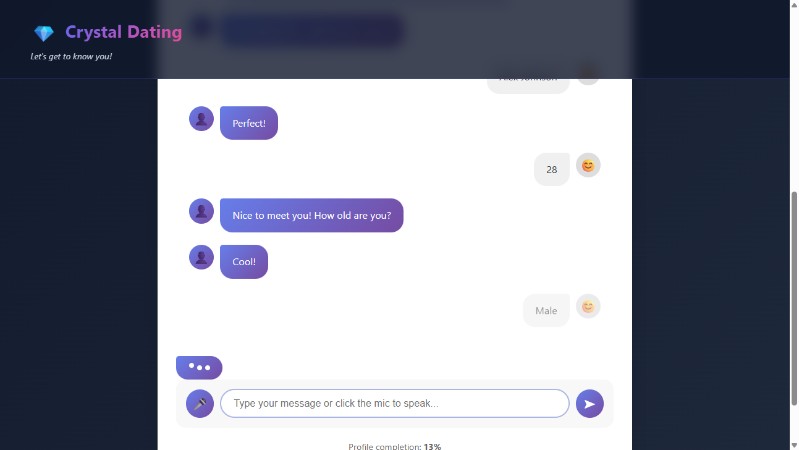 Crystal Dating
Let's get to know you!
Perfect!
28
Nice to meet you! How old are you?
Cool!
Male
Type your message or click the mic to speak...
Profile completion: 13%